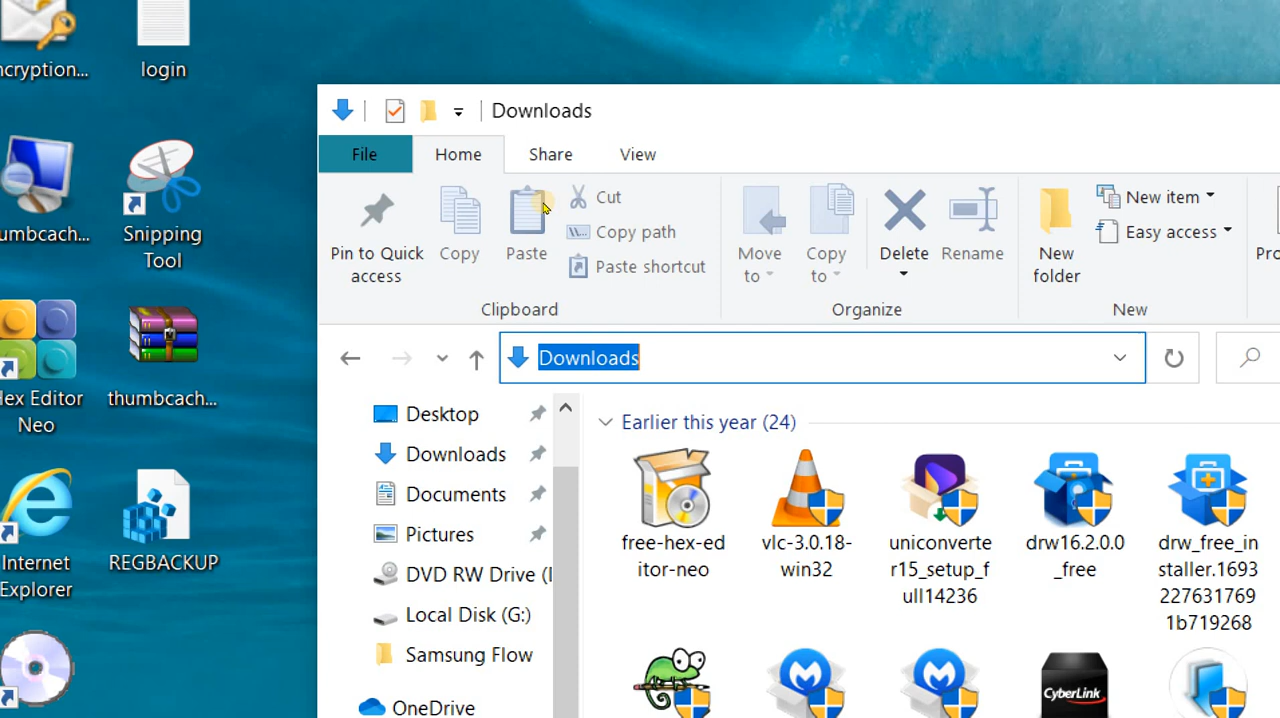 ncryption...
login
umbcach...
Snipping
Tool
Hex Editor
Neo
thumbcach...
Internet
Explorer
REGBACKUP
Downloads
File
Home
Share
View
Pin to Quick
access
Copy
Paste
Cut
Copy path
Paste shortcut
Clipboard
Move
to
Copy
to
Delete
Rename
Organize
New
folder
New item
Easy access
New
Pro
Downloads
Desktop
Downloads
Documents
Pictures
DVD RW Drive (I
Local Disk (G:)
Samsung Flow
OneDrive
Earlier this year (24)
free-hex-ed
itor-neo
vlc-3.0.18-
win32
uniconverte
r15_setup_f
ull14236
drw16.2.0.0
_free
drw_free_in
staller.1693
227631769
1b719268
CyberLink